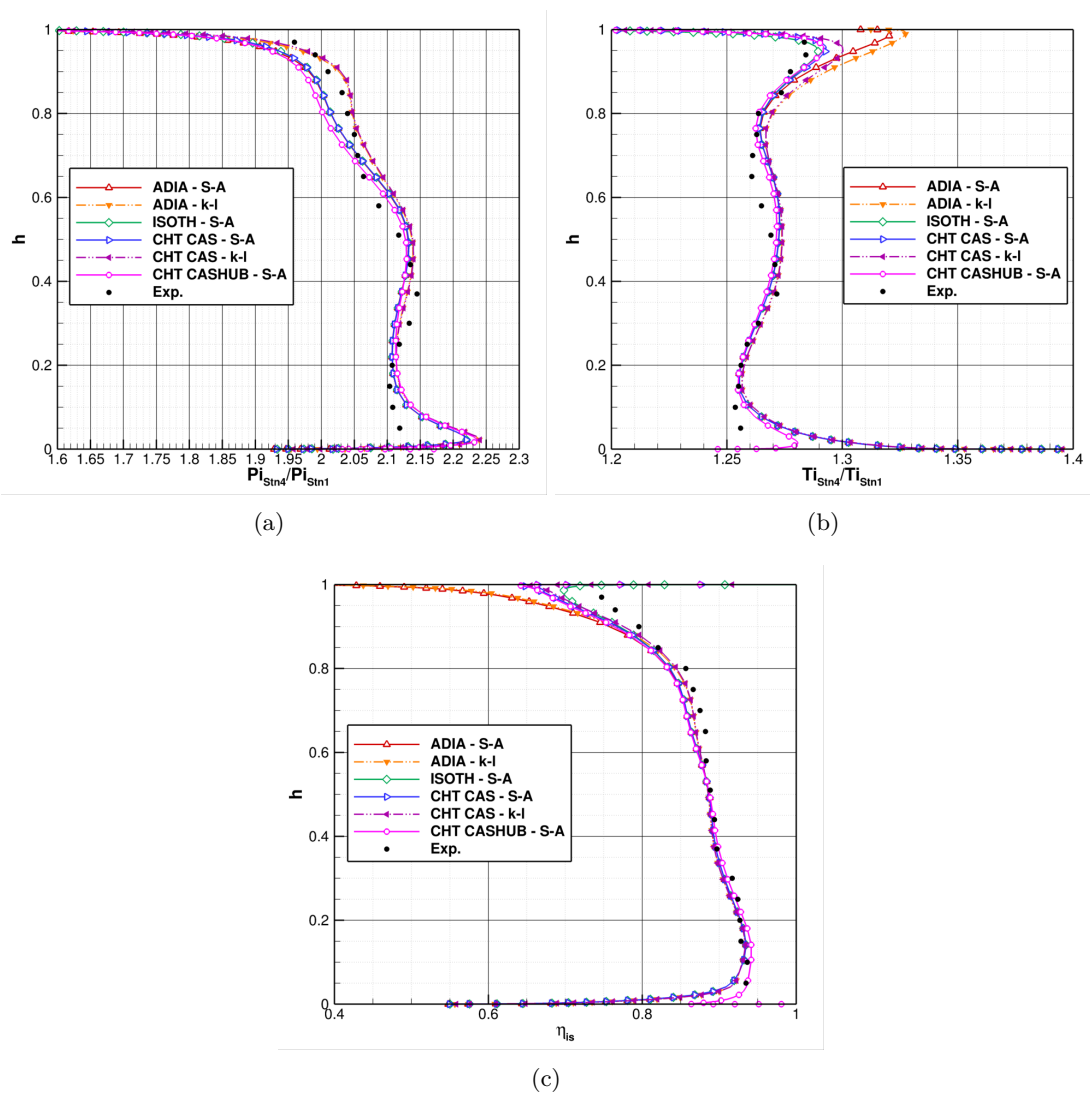 1
0.8
0.6
0.4
0.2
0
h
ADIA - S-A
ADIA - k-l
ISOTH - S-A
CHT CAS - S-A
CHT CAS - k-l
CHT CASHUB - S-A
Exp.
1.6 1.65 1.7 1.75 1.8 1.85 1.9 1.95 2 2.05 2.1 2.15 2.2 2.25 2.3
Pi_Stn4/Pi_Stn1
(a)
1
0.8
0.6
0.4
0.2
0
h
ADIA - S-A
ADIA - k-l
ISOTH - S-A
CHT CAS - S-A
CHT CAS - k-l
CHT CASHUB - S-A
Exp.
1.2 1.25 1.3 1.35 1.4
Ti_Stn4/Ti_Stn1
(b)
1
0.8
0.6
0.4
0.2
0
h
ADIA - S-A
ADIA - k-l
ISOTH - S-A
CHT CAS - S-A
CHT CAS - k-l
CHT CASHUB - S-A
Exp.
0.4 0.6 0.8 1
η_is
(c)